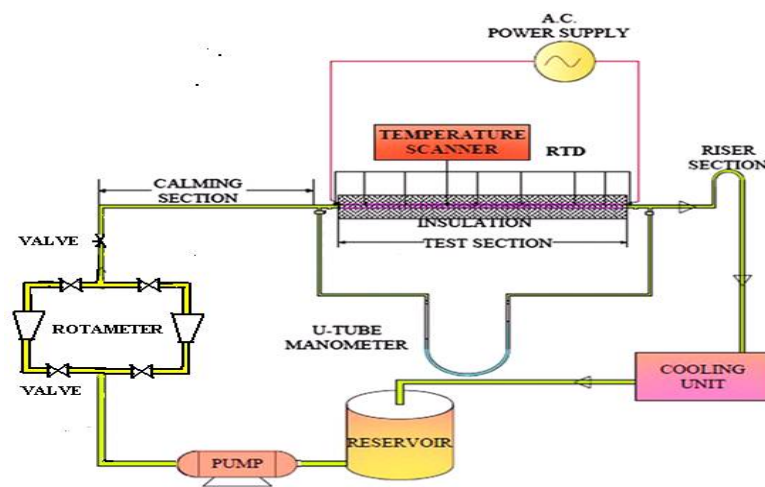 A.C.
POWER SUPPLY
TEMPERATURE
SCANNER
RTD
RISER
SECTION
CALMING
SECTION
INSULATION
TEST SECTION
VALVE
ROTAMETER
U-TUBE
MANOMETER
VALVE
COOLING
UNIT
RESERVOIR
PUMP